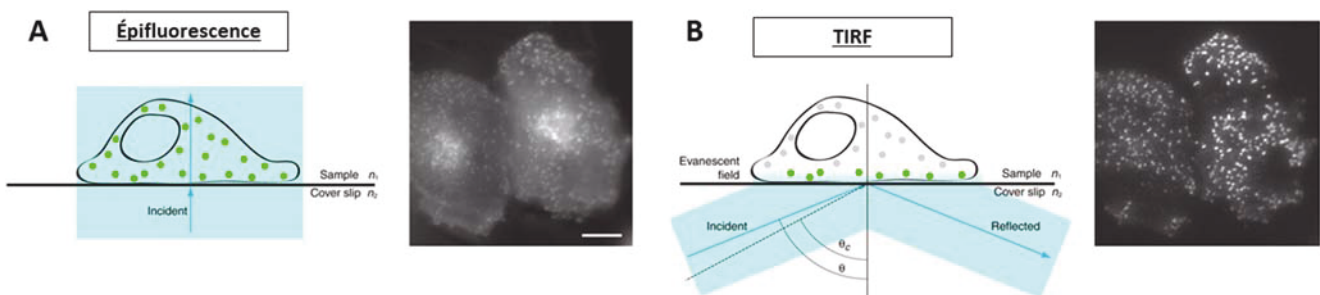 A
Épifluorescence
Sample n₁
Cover slip n₂
Incident
B
TIRF
Evanescent
field
Sample n₁
Cover slip n₂
Incident
Reflected
θc
θ